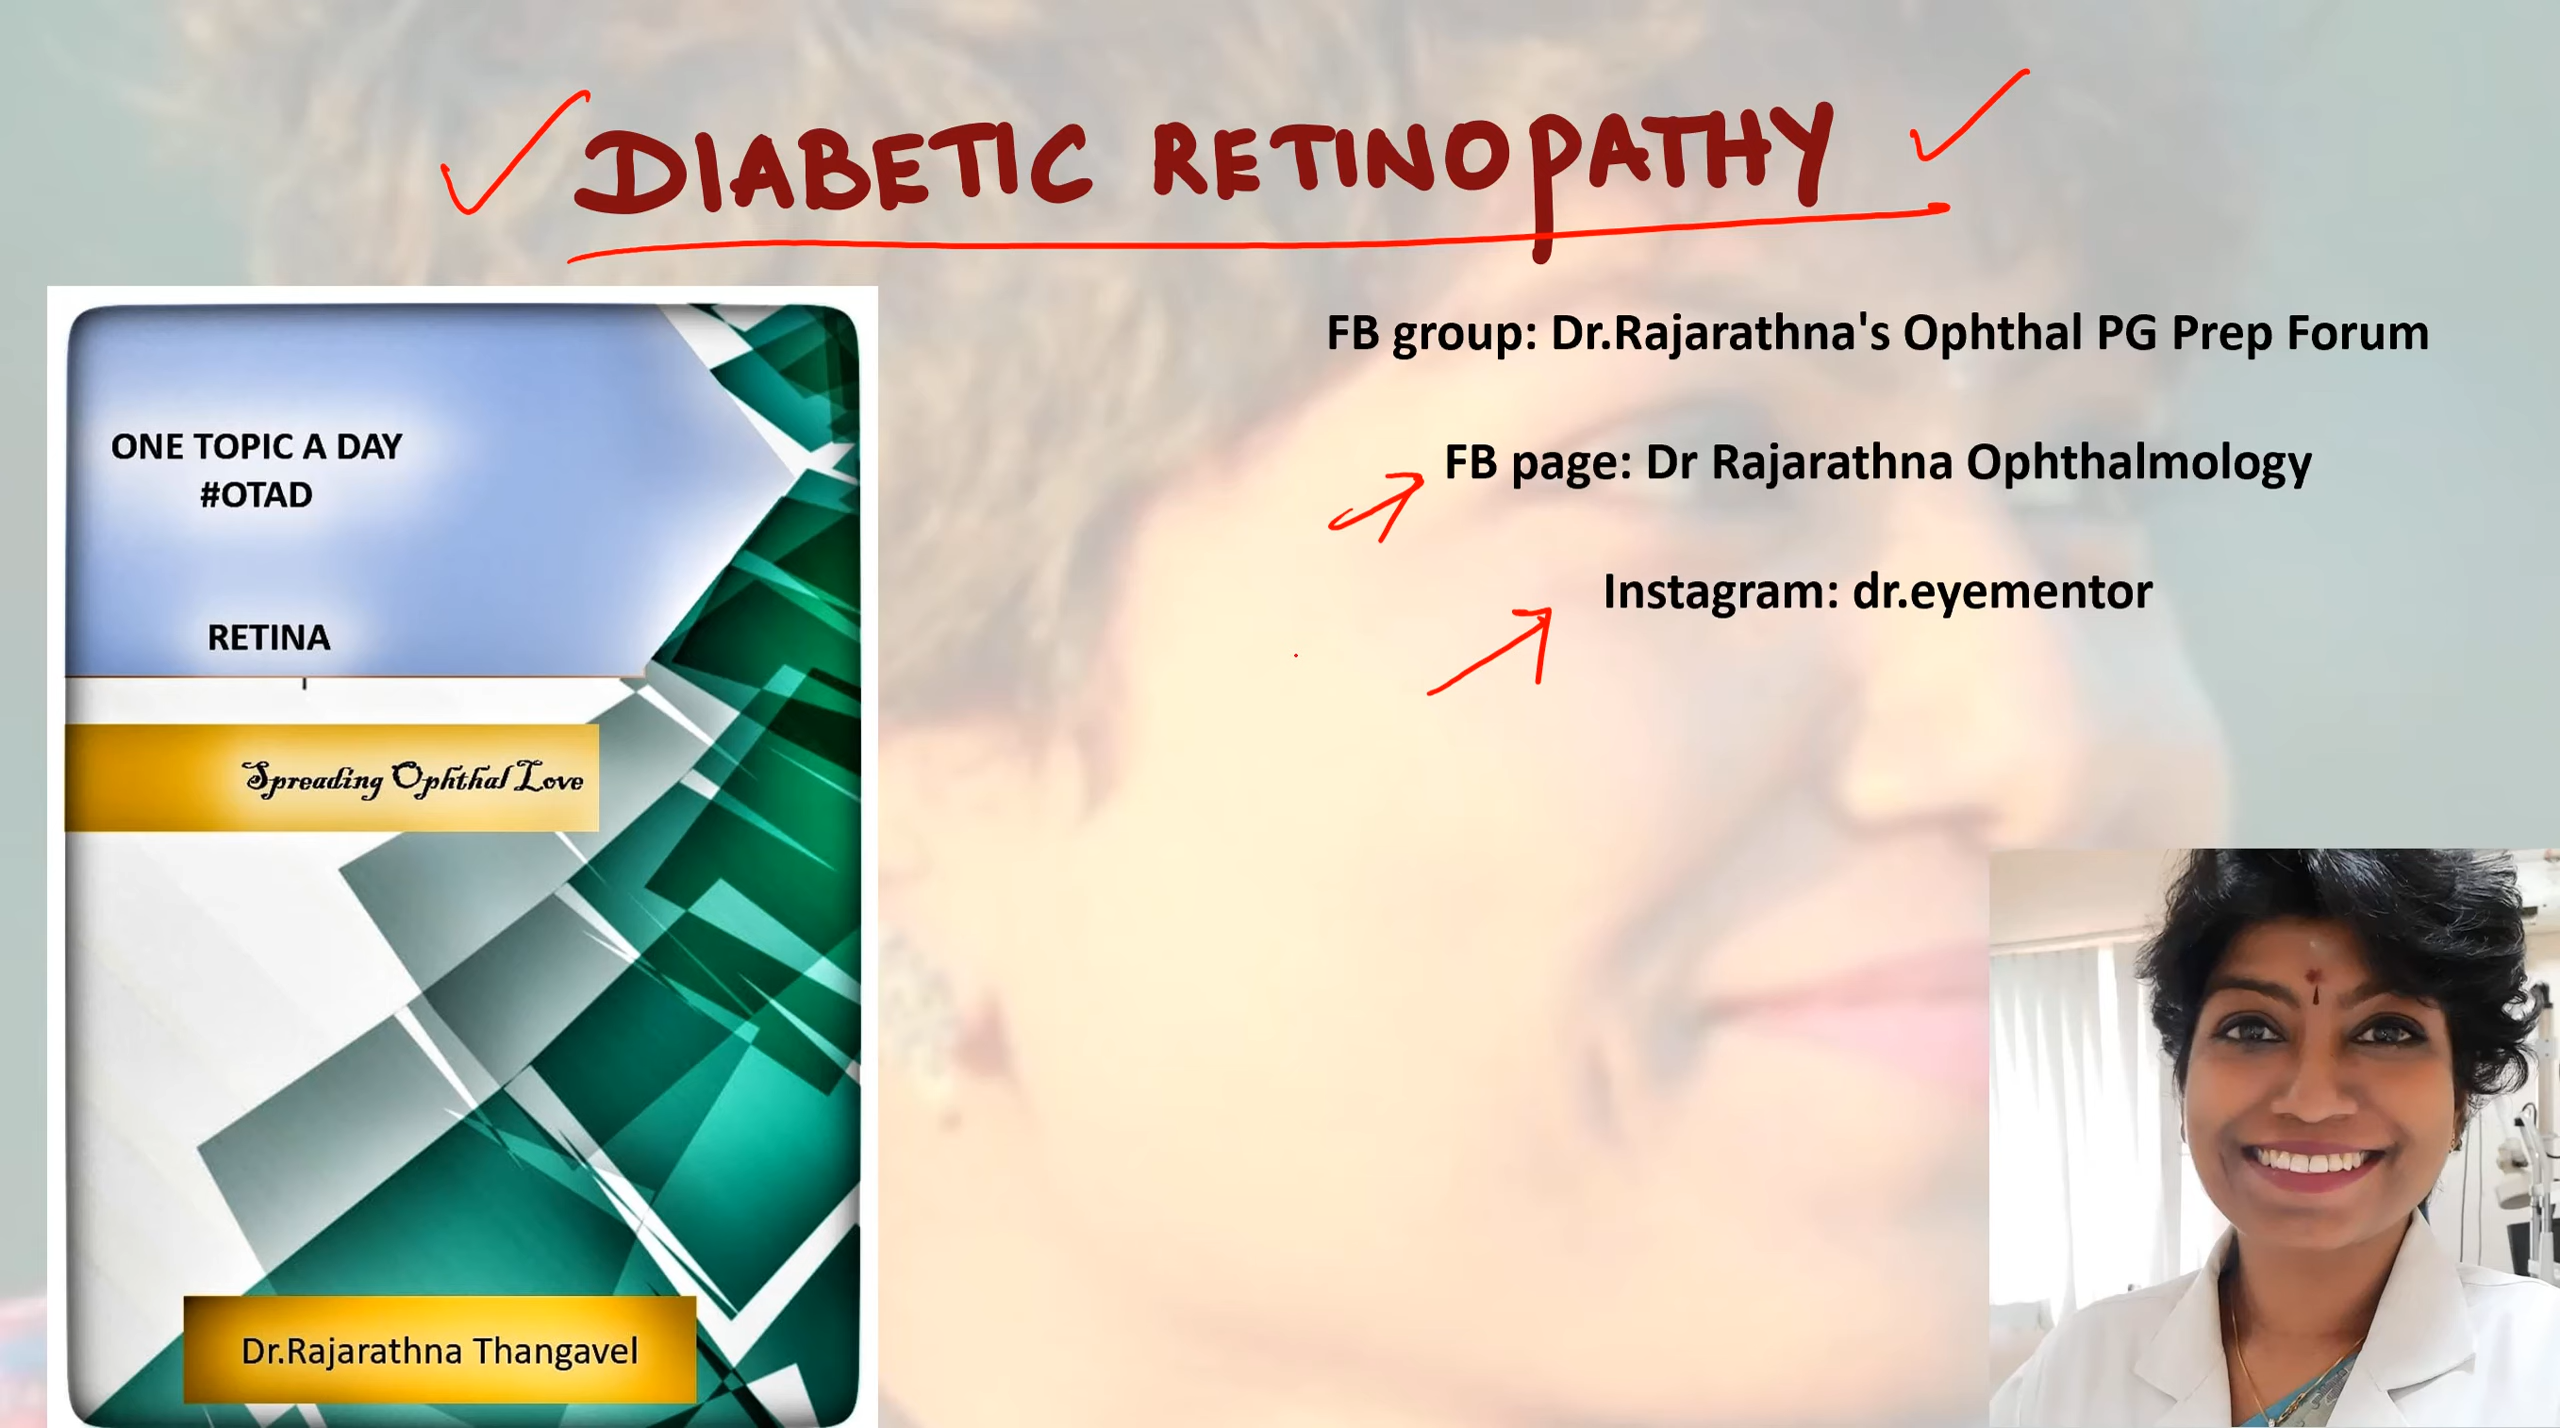 DIABETIC RETINOPATHY
ONE TOPIC A DAY
#OTAD
RETINA
Spreading Ophthal Love
Dr.Rajarathna Thangavel
FB group: Dr.Rajarathna's Ophthal PG Prep Forum
FB page: Dr Rajarathna Ophthalmology
Instagram: dr.eyementor